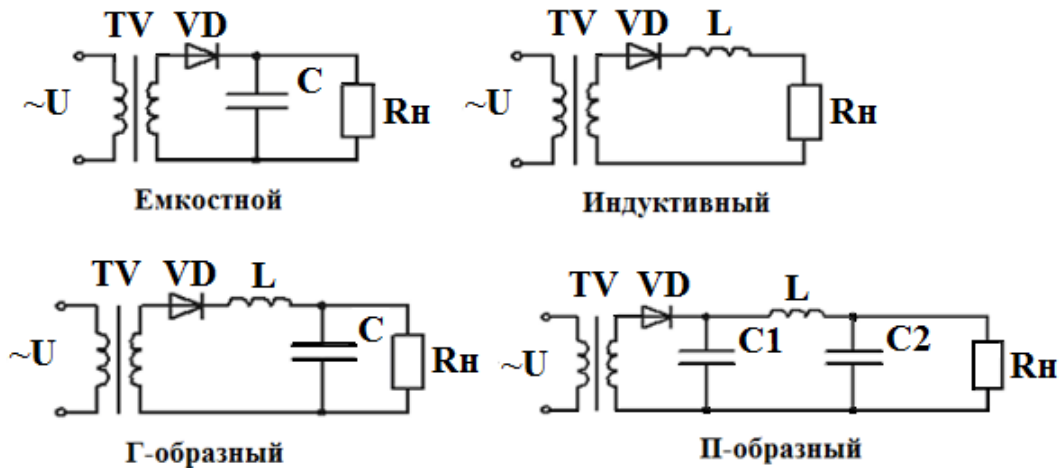 TV VD
C
~U
Rн
Емкостной
TV VD L
~U
Rн
Индуктивный
TV VD L
C
~U
Rн
Г-образный
TV VD L
C1 C2
~U
Rн
П-образный